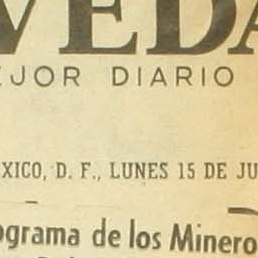 VEDA
EJOR DIARIO
XICO, D. F., LUNES 15 DE JU
ograma de los Minero